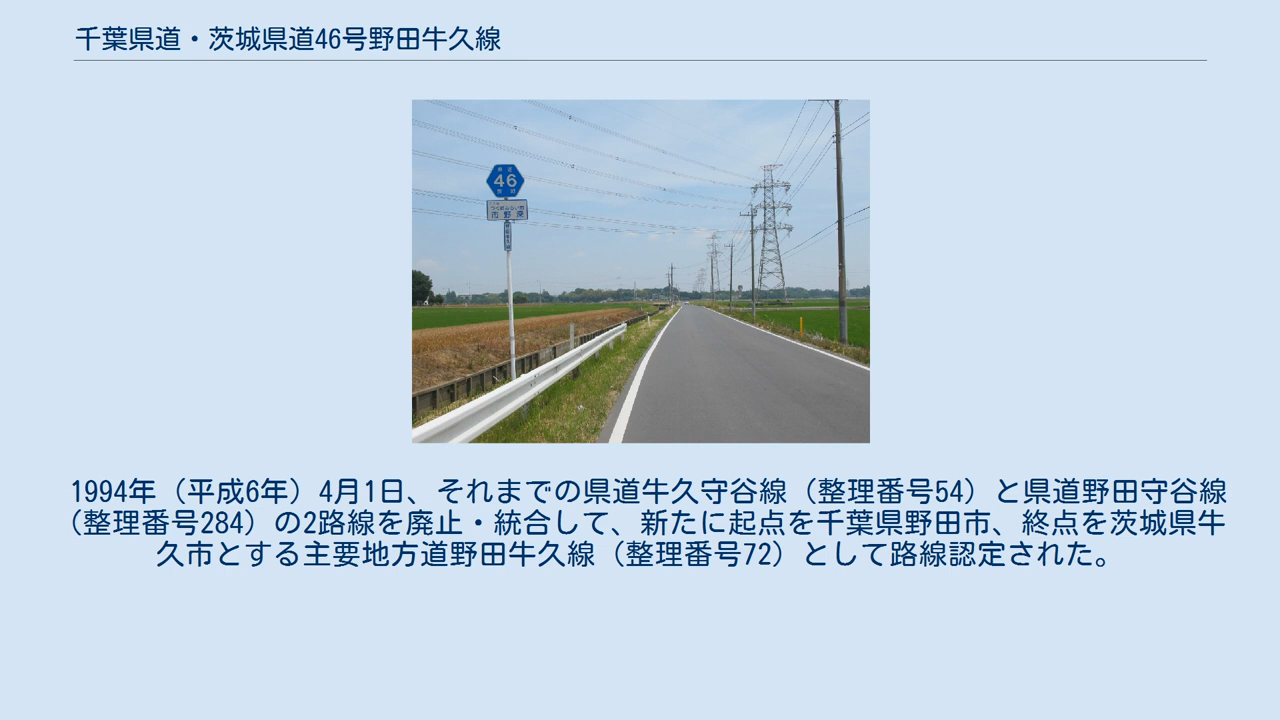 千葉県道・茨城県道46号野田牛久線
46
市野深
1994年（平成6年）4月1日、それまでの県道牛久守谷線（整理番号54）と県道野田守谷線
（整理番号284）の2路線を廃止・統合して、新たに起点を千葉県野田市、終点を茨城県牛
久市とする主要地方道野田牛久線（整理番号72）として路線認定された。